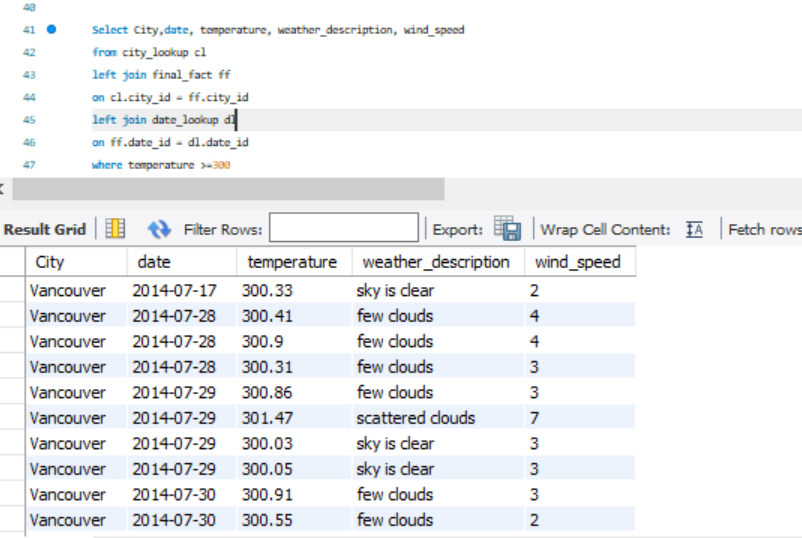 40
41 Select City,date, temperature, weather_description, wind_speed
42 from city_lookup cl
43 left join final_fact ff
44 on cl.city_id = ff.city_id
45 left join date_lookup dl
46 on ff.date_id = dl.date_id
47 where temperature >=300
Result Grid Filter Rows: Export: Wrap Cell Content: Fetch rows
City date temperature weather_description wind_speed
Vancouver 2014-07-17 300.33 sky is clear 2
Vancouver 2014-07-28 300.41 few clouds 4
Vancouver 2014-07-28 300.9 few clouds 4
Vancouver 2014-07-28 300.31 few clouds 3
Vancouver 2014-07-29 300.86 few clouds 3
Vancouver 2014-07-29 301.47 scattered clouds 7
Vancouver 2014-07-29 300.03 sky is clear 3
Vancouver 2014-07-29 300.05 sky is clear 3
Vancouver 2014-07-30 300.91 few clouds 3
Vancouver 2014-07-30 300.55 few clouds 2